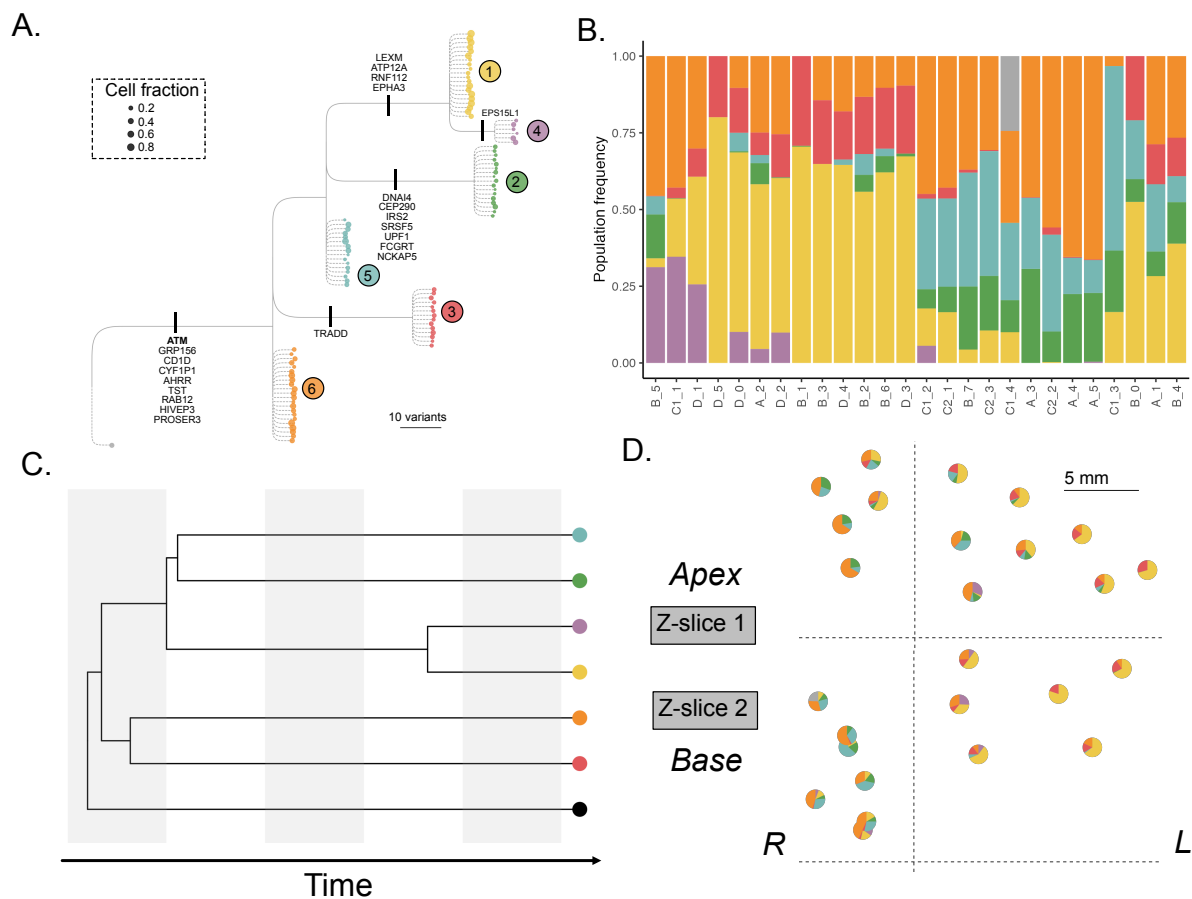 A.
Cell fraction
0.2
0.4
0.6
0.8
LEXM
ATP12A
RNF112
EPHA3
1
EPS15L1
4
2
DNAI4
CEP290
IRS2
SRSF5
UPF1
FCGRT
NCKAP5
5
3
TRADD
ATM
GRP156
CD1D
CYF1P1
AHRR
TST
RAB12
HIVEP3
PROSER3
6
10 variants
B.
Population frequency
1.00
0.75
0.50
0.25
0.00
B_5
C1_1
D_1
D_5
D_0
A_2
D_2
B_1
B_3
D_4
B_2
B_6
D_3
C1_2
C2_1
B_7
C2_3
C1_4
A_3
C2_2
A_4
A_5
C1_3
B_0
A_1
B_4
C.
Time
D.
5 mm
Apex
Z-slice 1
Z-slice 2
Base
R
L